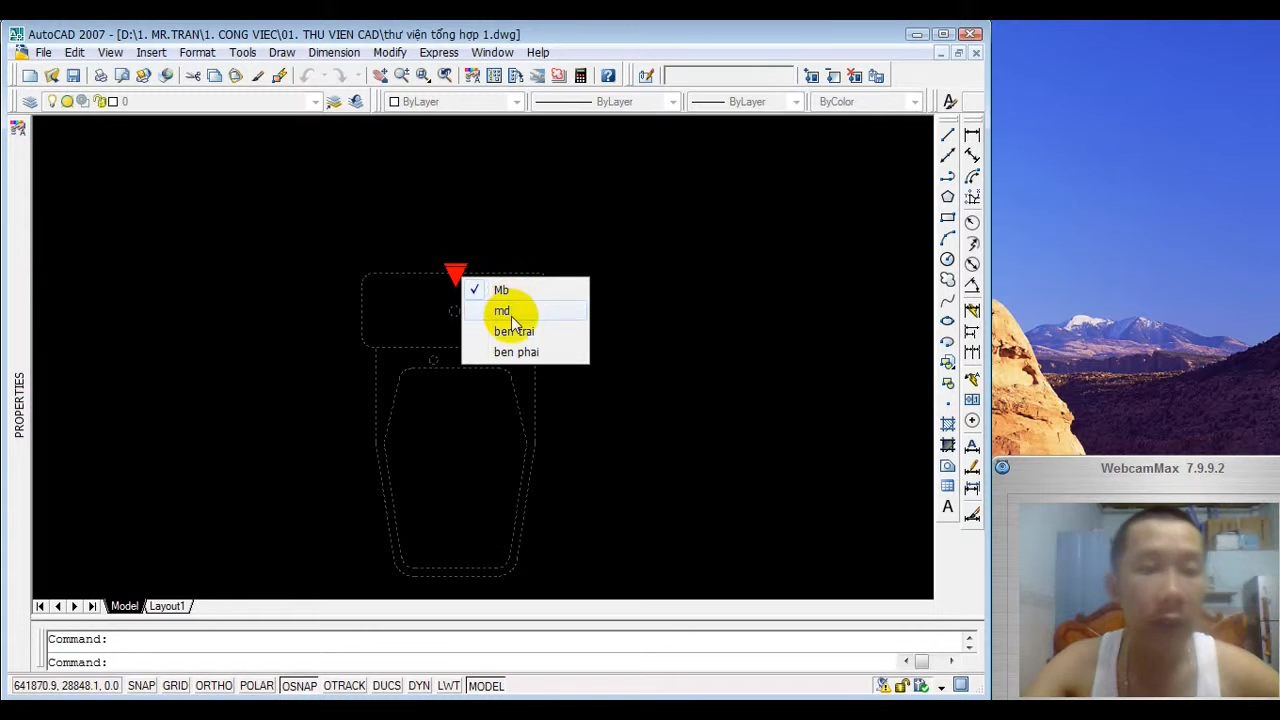 AutoCAD 2007 - [D:\1. MR.TRAN\1. CONG VIEC\01. THU VIEN CAD\thư viện tổng hợp 1.dwg]
File Edit View Insert Format Tools Draw Dimension Modify Express Window Help
0 ByLayer ByLayer ByLayer ByColor
Mb
md
ben trai
ben phai
PROPERTIES
WebcamMax 7.9.9.2
Model Layout1
Command:
Command:
641870.9, 28848.1, 0.0 SNAP GRID ORTHO POLAR OSNAP OTRACK DUCS DYN LWT MODEL